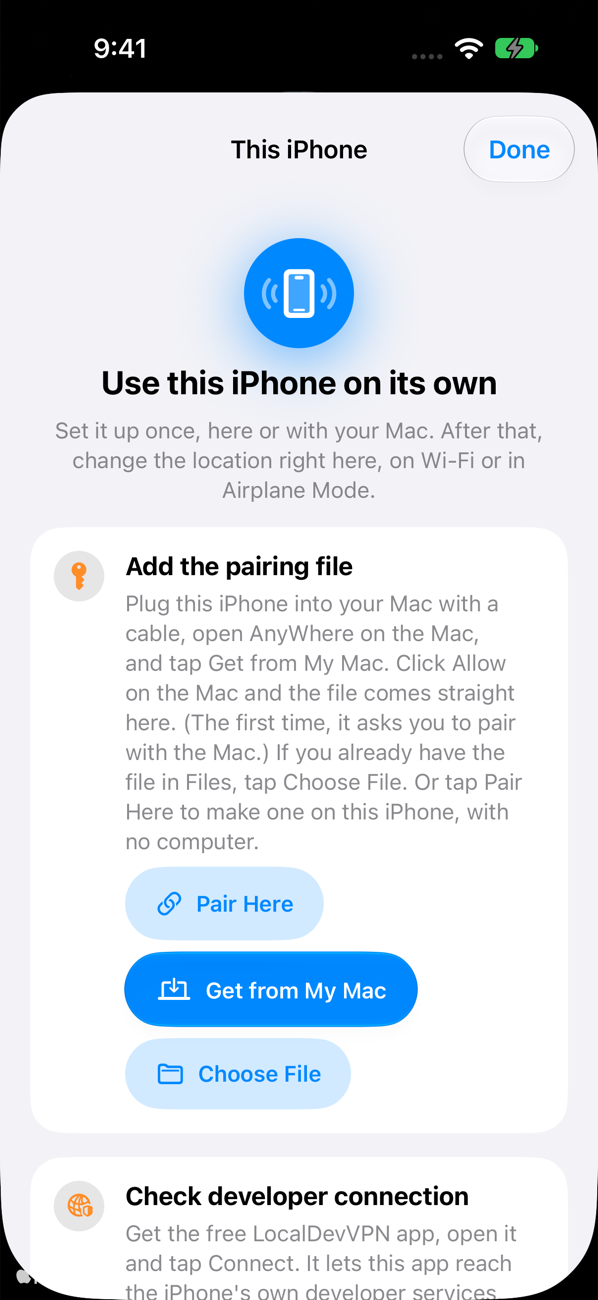 9:41
This iPhone
Done
Use this iPhone on its own
Set it up once, here or with your Mac. After that,
change the location right here, on Wi-Fi or in
Airplane Mode.
Add the pairing file
Plug this iPhone into your Mac with a
cable, open AnyWhere on the Mac,
and tap Get from My Mac. Click Allow
on the Mac and the file comes straight
here. (The first time, it asks you to pair
with the Mac.) If you already have the
file in Files, tap Choose File. Or tap Pair
Here to make one on this iPhone, with
no computer.
Pair Here
Get from My Mac
Choose File
Check developer connection
Get the free LocalDevVPN app, open it
and tap Connect. It lets this app reach
the iPhone's own developer services